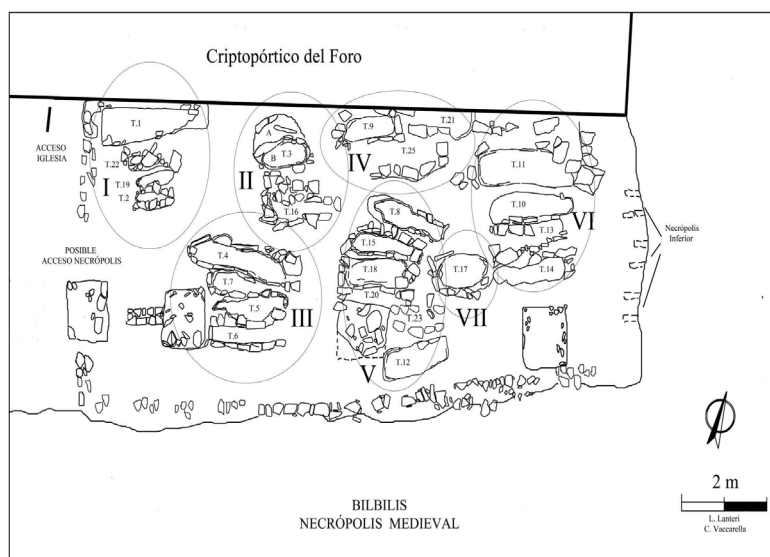 Criptopórtico del Foro
ACCESO
IGLESIA
T.1
T.22
T.19
T.2
I
A
B
T.3
T.16
II
T.9
T.21
T.25
IV
T.11
T.10
T.13
T.14
VI
Necrópolis
Inferior
POSIBLE
ACCESO NECRÓPOLIS
T.4
T.7
T.5
T.6
III
T.8
T.15
T.18
T.20
T.23
T.12
V
T.17
VII
2 m
L. Lanteri
C. Vaccarella
BILBILIS
NECRÓPOLIS MEDIEVAL